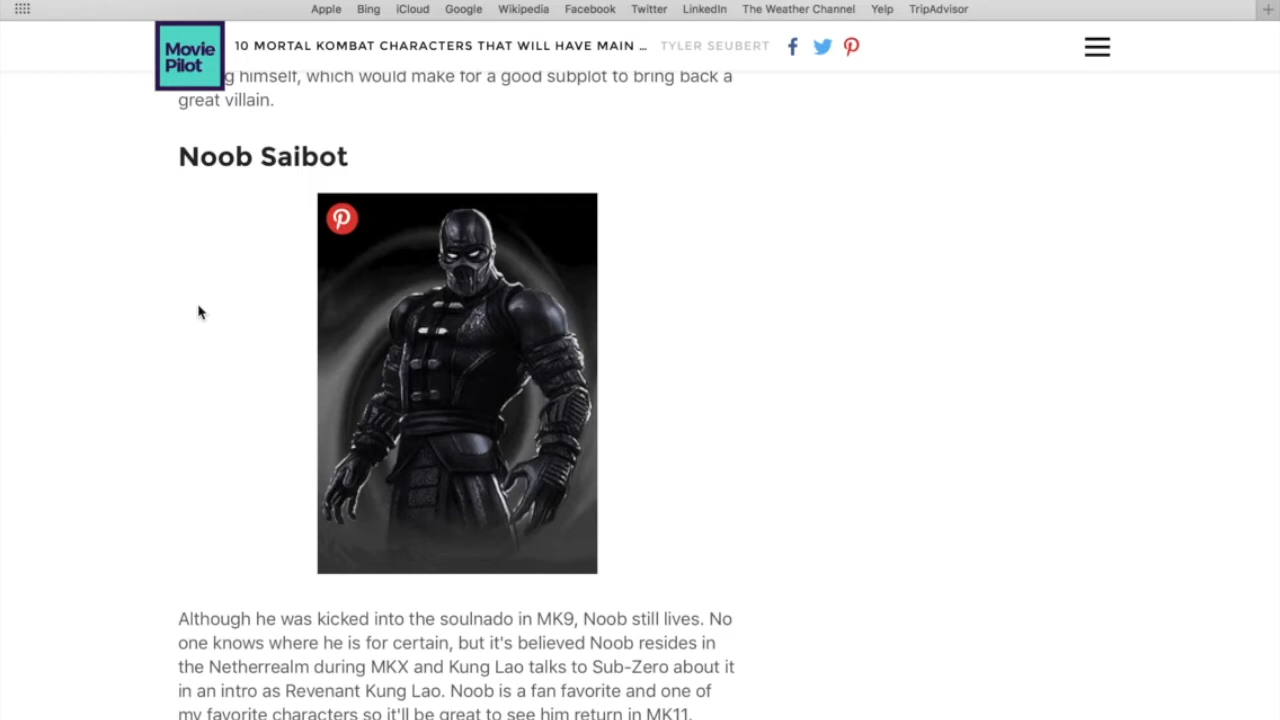 Apple Bing iCloud Google Wikipedia Facebook Twitter LinkedIn The Weather Channel Yelp TripAdvisor
Movie
Pilot
10 MORTAL KOMBAT CHARACTERS THAT WILL HAVE MAIN ... TYLER SEUBERT
himself, which would make for a good subplot to bring back a
great villain.
Noob Saibot
Although he was kicked into the soulnado in MK9, Noob still lives. No
one knows where he is for certain, but it's believed Noob resides in
the Netherrealm during MKX and Kung Lao talks to Sub-Zero about it
in an intro as Revenant Kung Lao. Noob is a fan favorite and one of
my favorite characters so it'll be great to see him return in MK11.